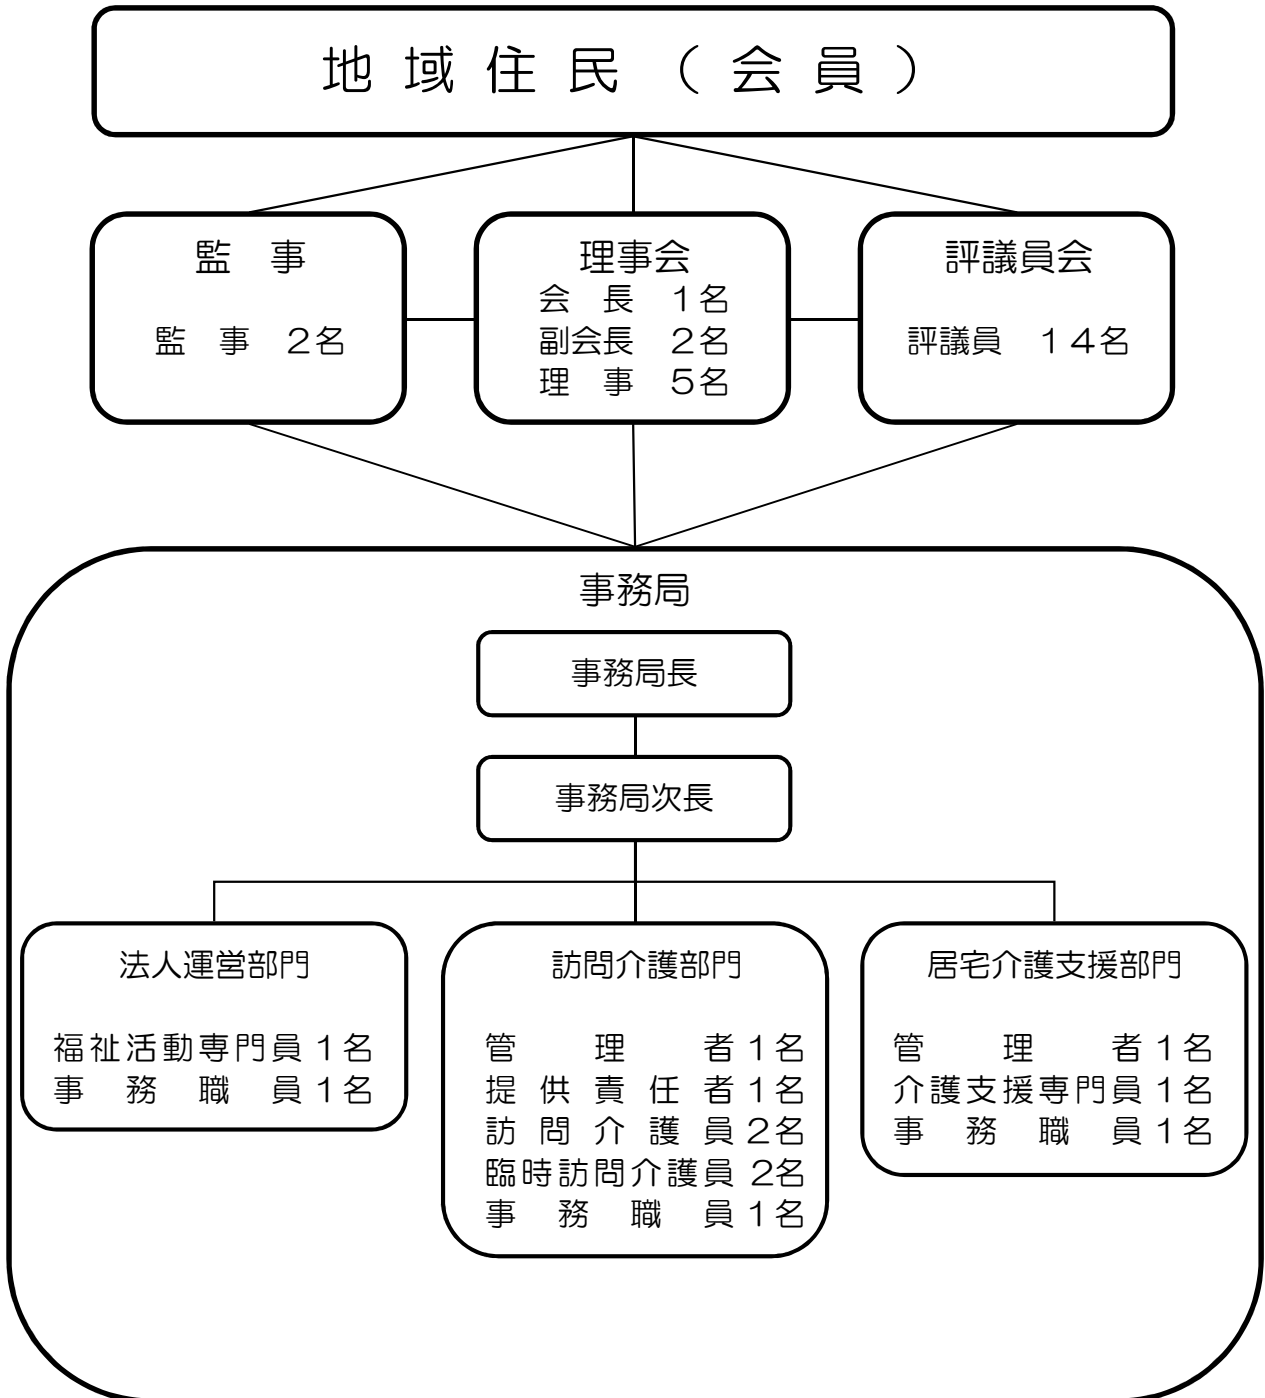 地域住民（会員）
監　事
監　事　２名
理事会
会　長　１名
副会長　２名
理　事　５名
評議員会
評議員　１４名
事務局
事務局長
事務局次長
法人運営部門
福祉活動専門員１名
事務職員１名
訪問介護部門
管理者１名
提供責任者１名
訪問介護員２名
臨時訪問介護員２名
事務職員１名
居宅介護支援部門
管理者１名
介護支援専門員１名
事務職員１名